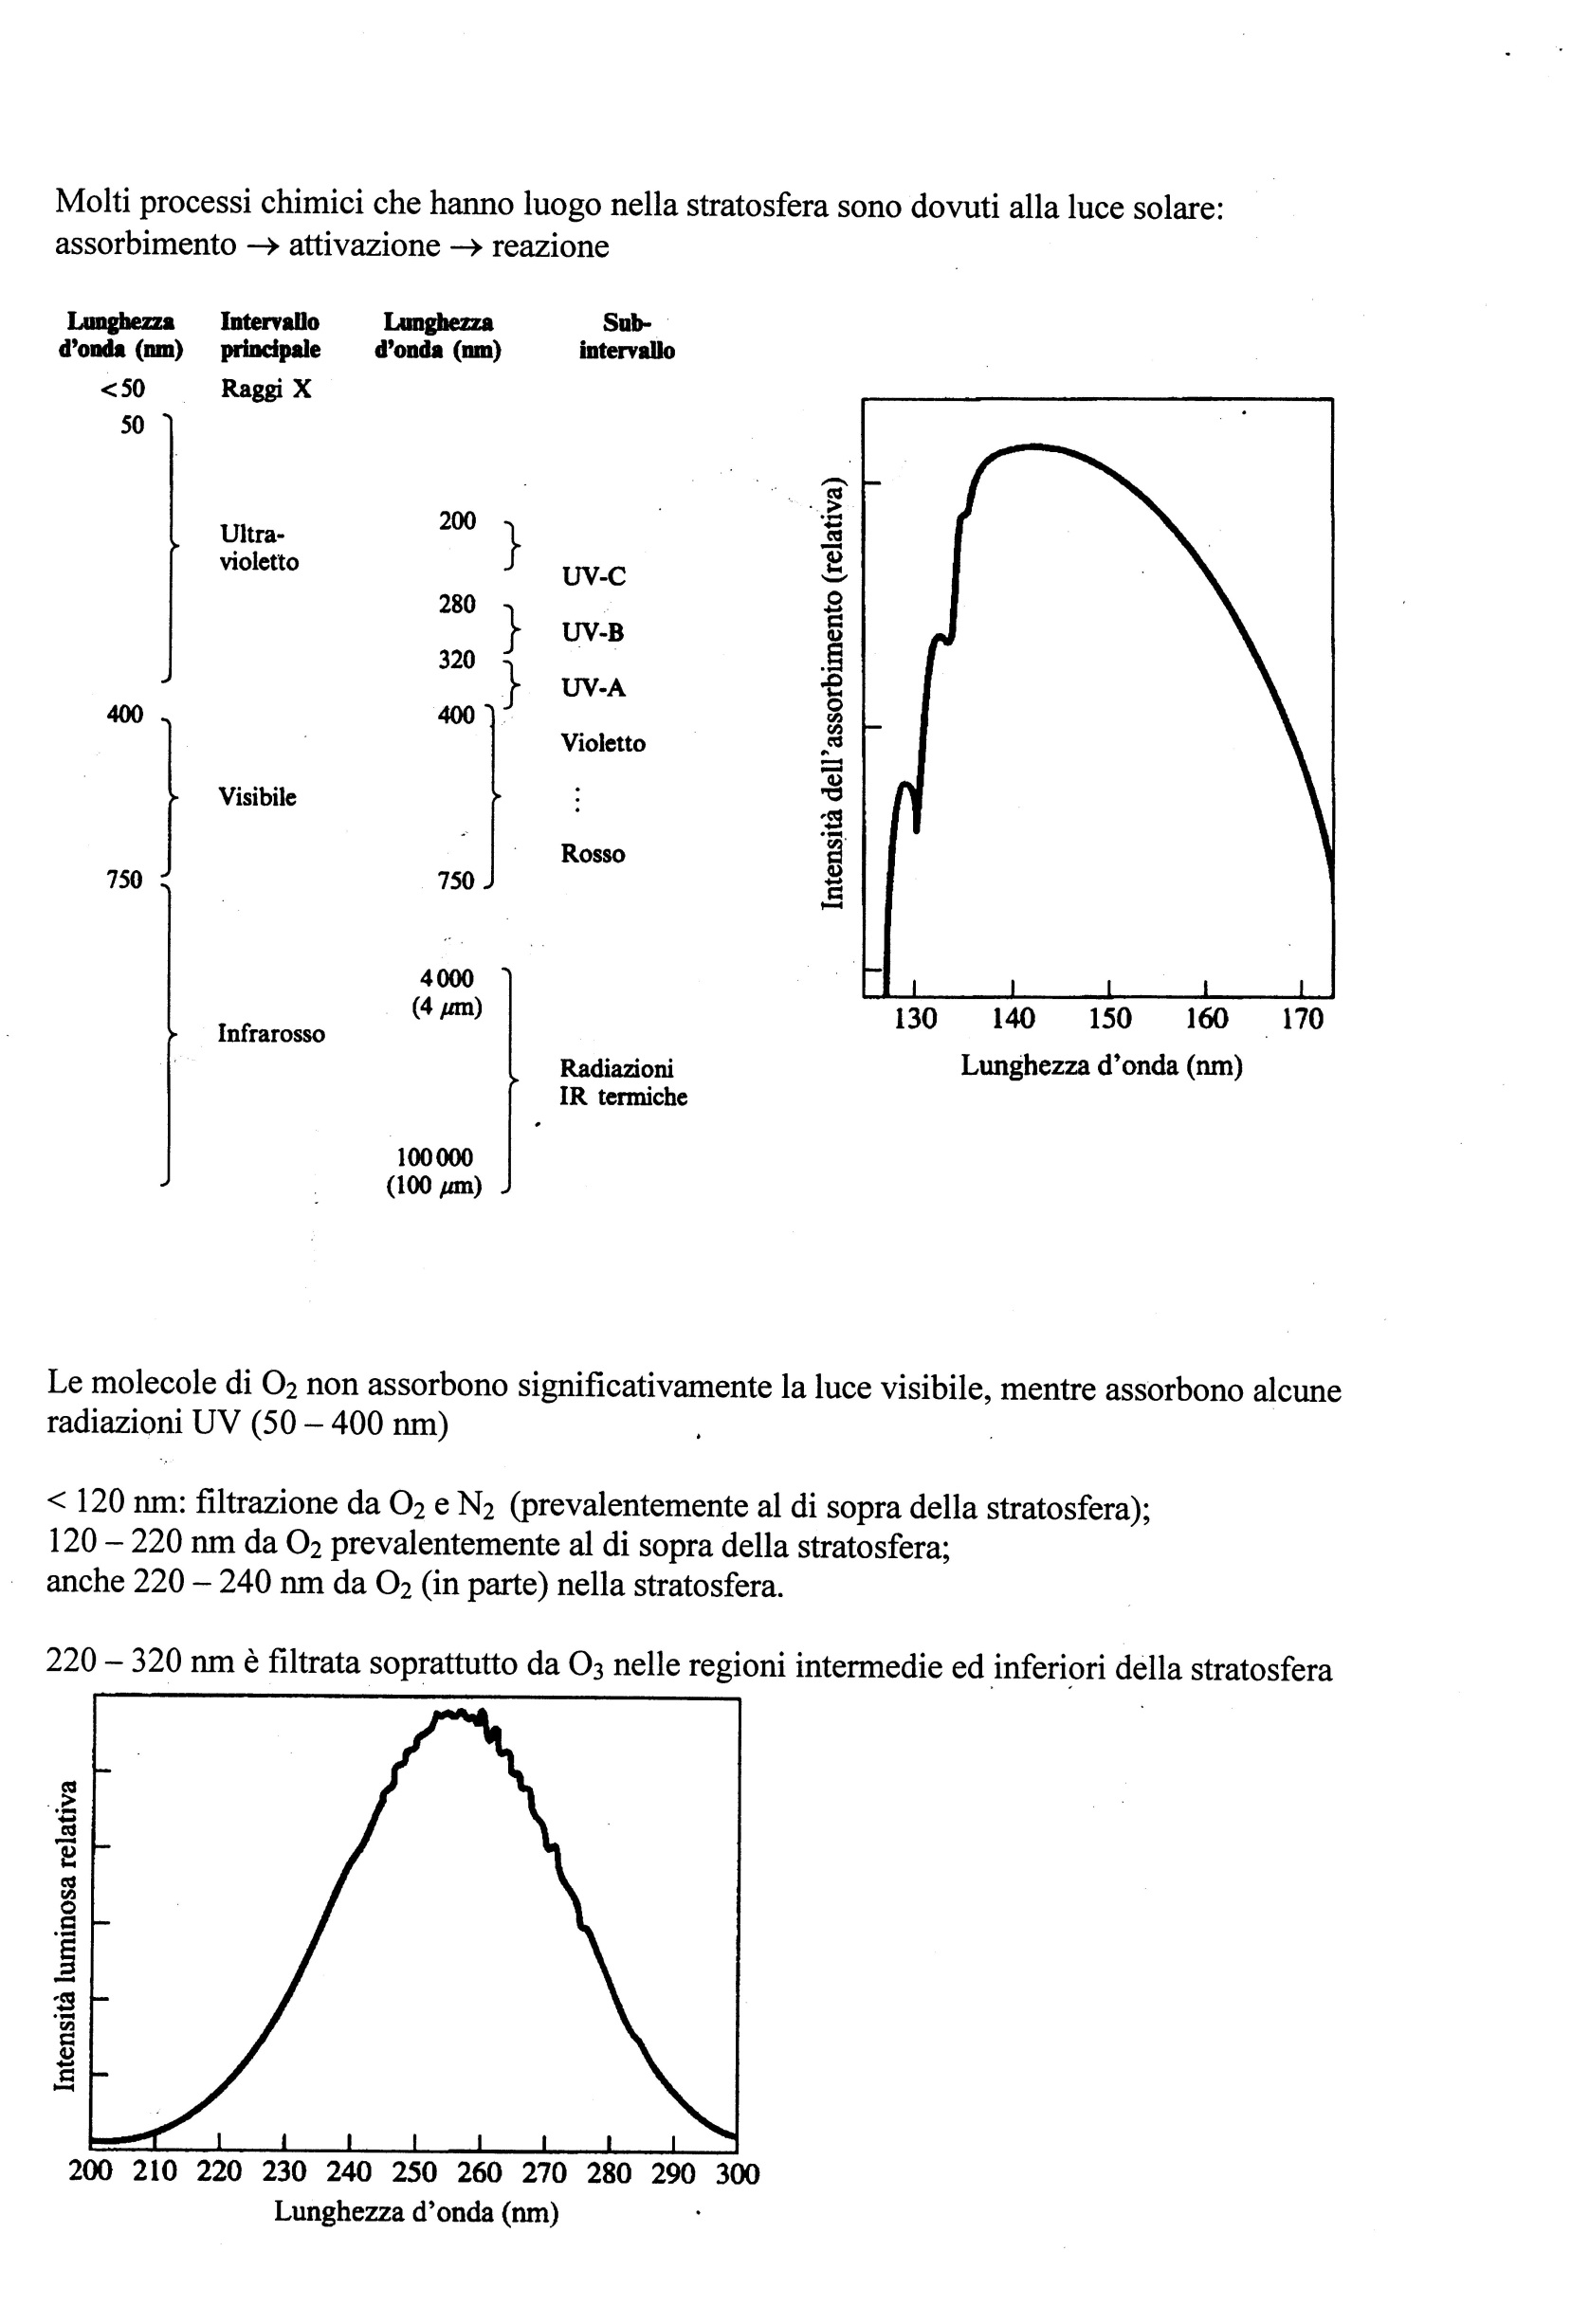 Molti processi chimici che hanno luogo nella stratosfera sono dovuti alla luce solare:
assorbimento → attivazione → reazione
Lunghezza d'onda (nm)
Intervallo principale
Lunghezza d'onda (nm)
Sub-intervallo
<50 Raggi X
50
Ultra-
violetto
200
UV-C
280
UV-B
320
UV-A
400
400
Violetto
Visibile
⋮
Rosso
750
750
4 000
(4 μm)
Infrarosso
Radiazioni
IR termiche
100 000
(100 μm)
Intensità dell'assorbimento (relativa)
130 140 150 160 170
Lunghezza d'onda (nm)
Le molecole di O₂ non assorbono significativamente la luce visibile, mentre assorbono alcune
radiazioni UV (50 – 400 nm)
< 120 nm: filtrazione da O₂ e N₂ (prevalentemente al di sopra della stratosfera);
120 – 220 nm da O₂ prevalentemente al di sopra della stratosfera;
anche 220 – 240 nm da O₂ (in parte) nella stratosfera.
220 – 320 nm è filtrata soprattutto da O₃ nelle regioni intermedie ed inferiori della stratosfera
Intensità luminosa relativa
200 210 220 230 240 250 260 270 280 290 300
Lunghezza d'onda (nm)